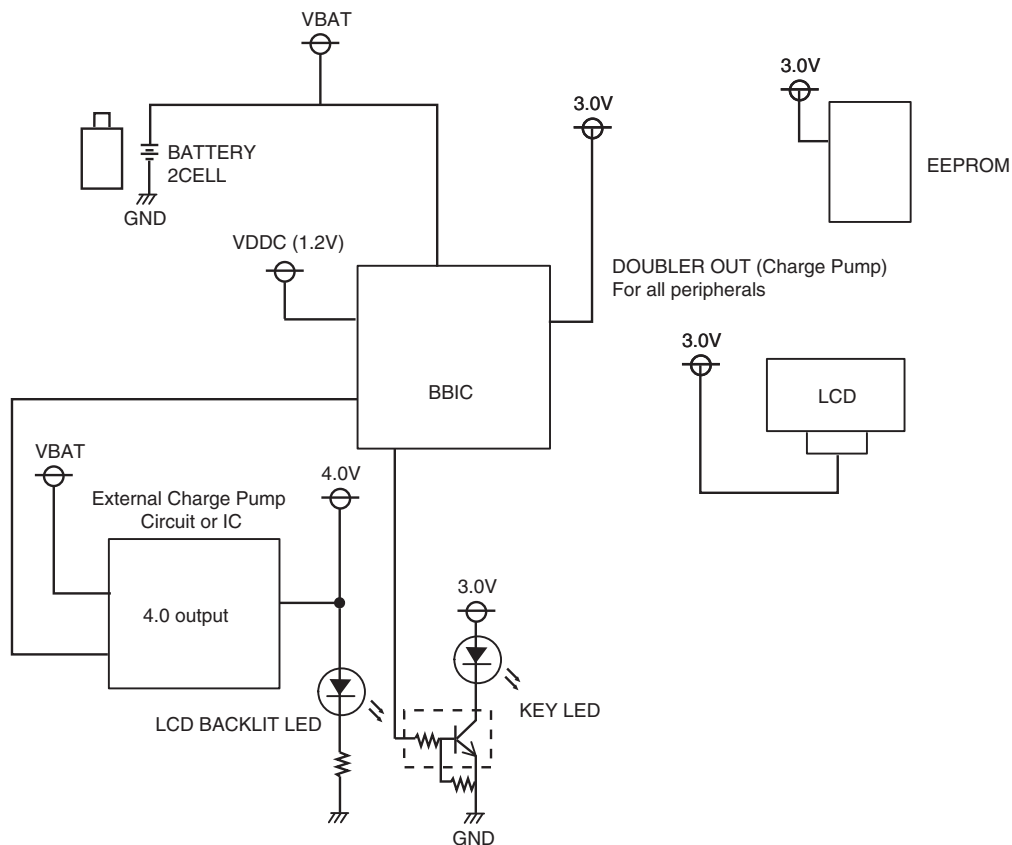 VBAT
3.0V
3.0V
BATTERY
2CELL
EEPROM
GND
VDDC (1.2V)
DOUBLER OUT (Charge Pump)
For all peripherals
3.0V
BBIC
LCD
VBAT
4.0V
External Charge Pump
Circuit or IC
3.0V
4.0 output
LCD BACKLIT LED
KEY LED
GND